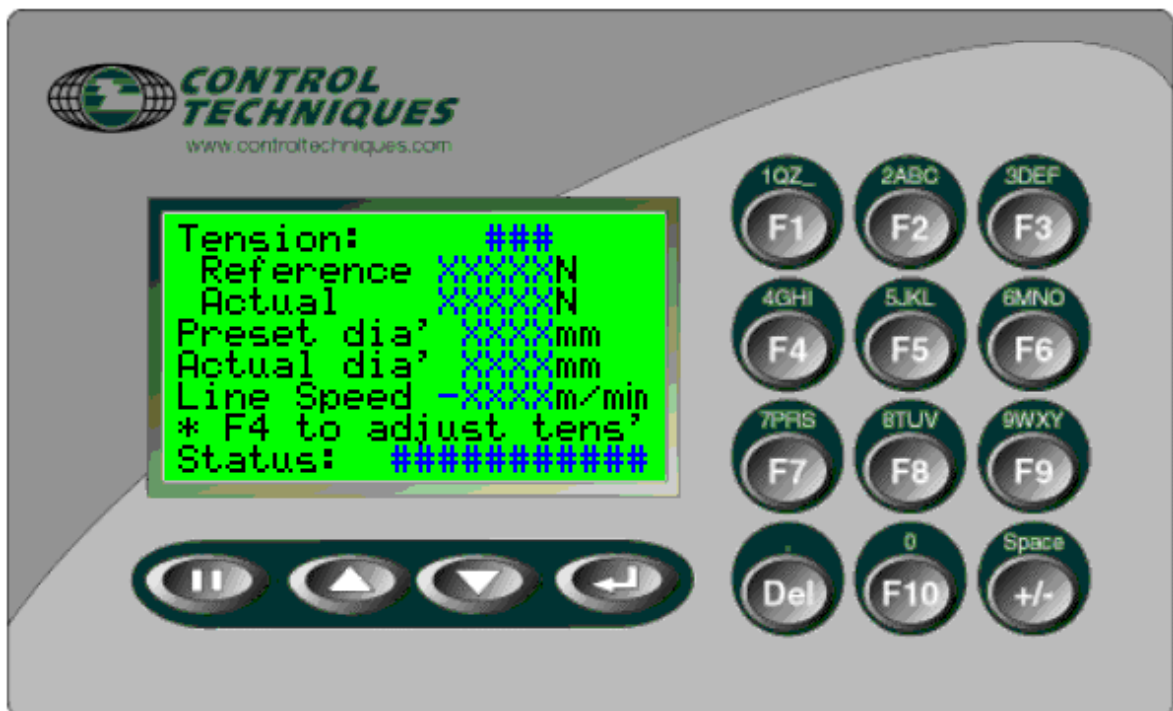 CONTROL
TECHNIQUES
www.controltechniques.com
Tension: ###
Reference XXXXXN
Actual XXXXXN
Preset dia' XXXXmm
Actual dia' XXXXmm
Line Speed -XXXXm/min
* F4 to adjust tens'
Status: ###########
1QZ_ 2ABC 3DEF
F1 F2 F3
4GHI 5JKL 6MNO
F4 F5 F6
7PRS 8TUV 9WXY
F7 F8 F9
. 0 Space
Del F10 +/-